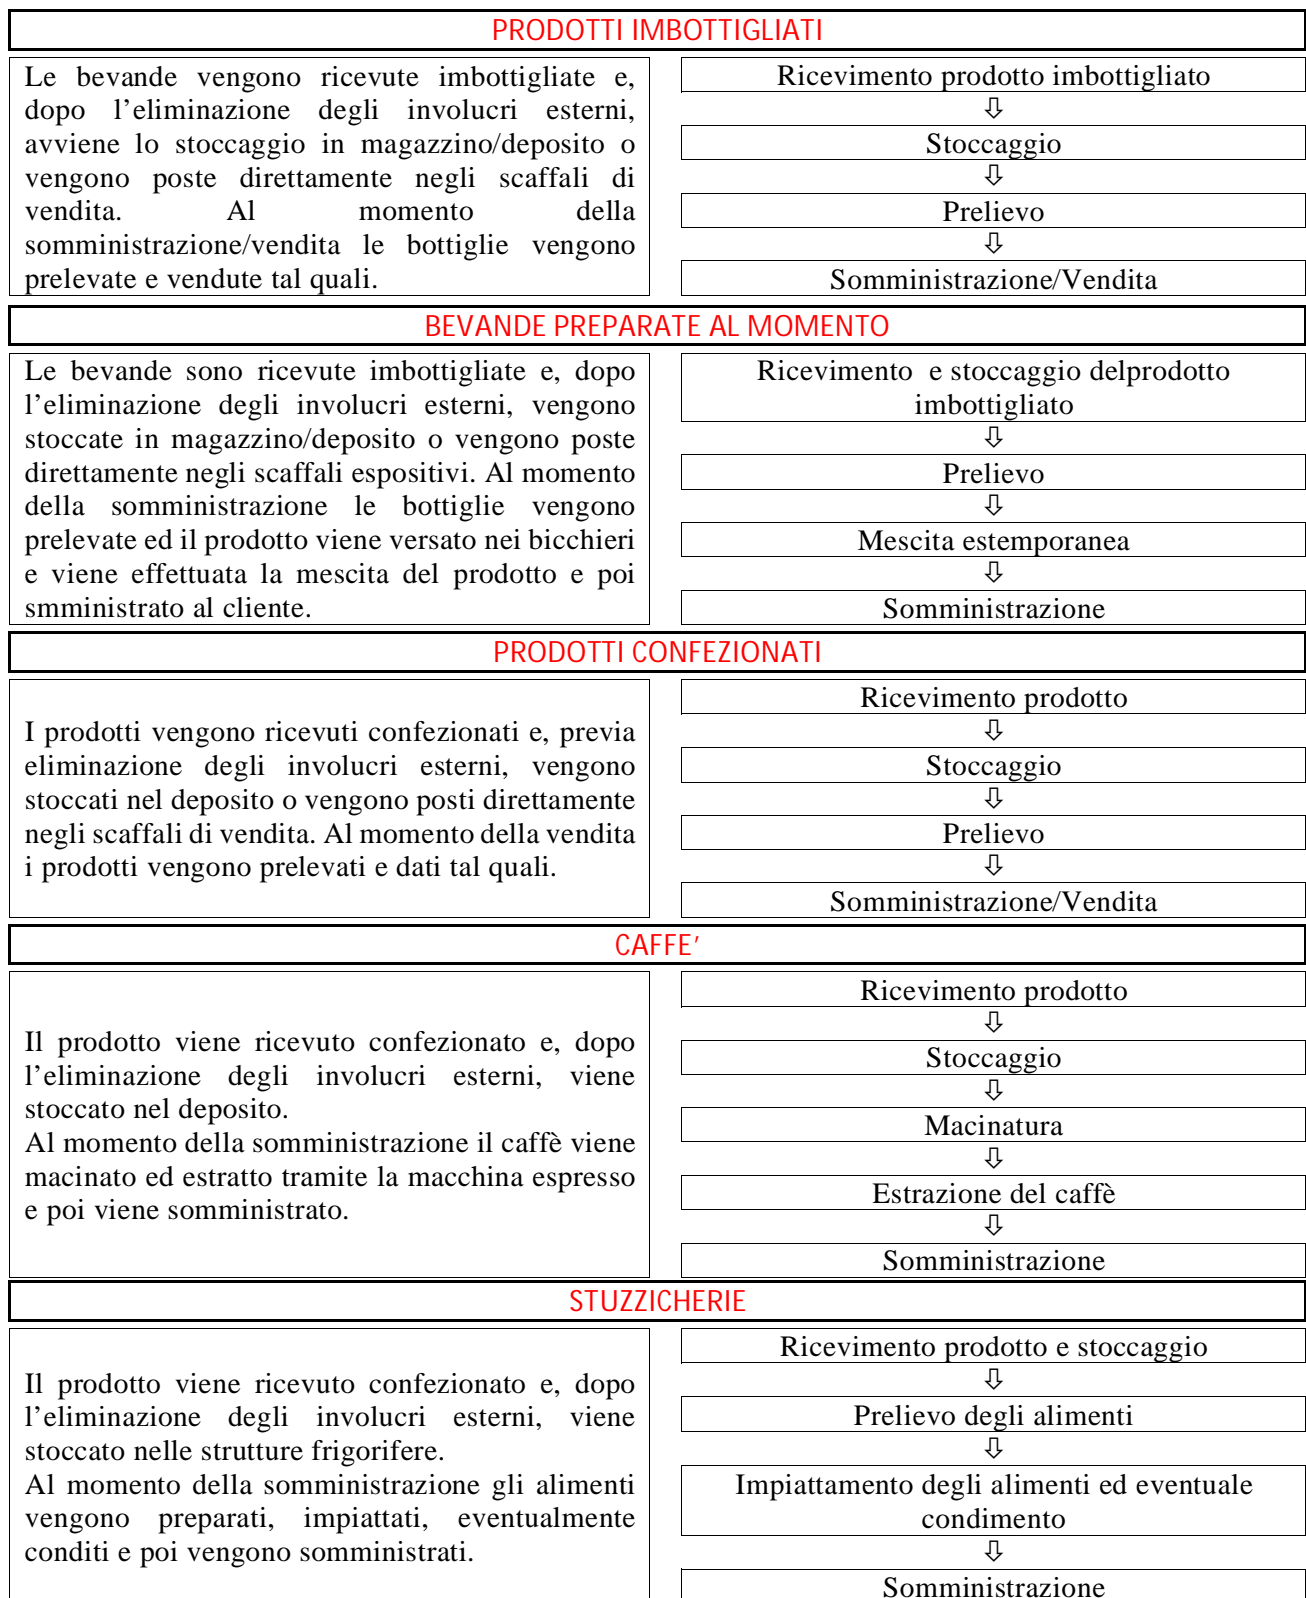 PRODOTTI IMBOTTIGLIATI
Le bevande vengono ricevute imbottigliate e,
dopo l’eliminazione degli involucri esterni,
avviene lo stoccaggio in magazzino/deposito o
vengono poste direttamente negli scaffali di
vendita. Al momento della
somministrazione/vendita le bottiglie vengono
prelevate e vendute tal quali.
Ricevimento prodotto imbottigliato
⇩
Stoccaggio
⇩
Prelievo
⇩
Somministrazione/Vendita
BEVANDE PREPARATE AL MOMENTO
Le bevande sono ricevute imbottigliate e, dopo
l’eliminazione degli involucri esterni, vengono
stoccate in magazzino/deposito o vengono poste
direttamente negli scaffali espositivi. Al momento
della somministrazione le bottiglie vengono
prelevate ed il prodotto viene versato nei bicchieri
e viene effettuata la mescita del prodotto e poi
smministrato al cliente.
Ricevimento e stoccaggio delprodotto
imbottigliato
⇩
Prelievo
⇩
Mescita estemporanea
⇩
Somministrazione
PRODOTTI CONFEZIONATI
I prodotti vengono ricevuti confezionati e, previa
eliminazione degli involucri esterni, vengono
stoccati nel deposito o vengono posti direttamente
negli scaffali di vendita. Al momento della vendita
i prodotti vengono prelevati e dati tal quali.
Ricevimento prodotto
⇩
Stoccaggio
⇩
Prelievo
⇩
Somministrazione/Vendita
CAFFE’
Il prodotto viene ricevuto confezionato e, dopo
l’eliminazione degli involucri esterni, viene
stoccato nel deposito.
Al momento della somministrazione il caffè viene
macinato ed estratto tramite la macchina espresso
e poi viene somministrato.
Ricevimento prodotto
⇩
Stoccaggio
⇩
Macinatura
⇩
Estrazione del caffè
⇩
Somministrazione
STUZZICHERIE
Il prodotto viene ricevuto confezionato e, dopo
l’eliminazione degli involucri esterni, viene
stoccato nelle strutture frigorifere.
Al momento della somministrazione gli alimenti
vengono preparati, impiattati, eventualmente
conditi e poi vengono somministrati.
Ricevimento prodotto e stoccaggio
⇩
Prelievo degli alimenti
⇩
Impiattamento degli alimenti ed eventuale
condimento
⇩
Somministrazione